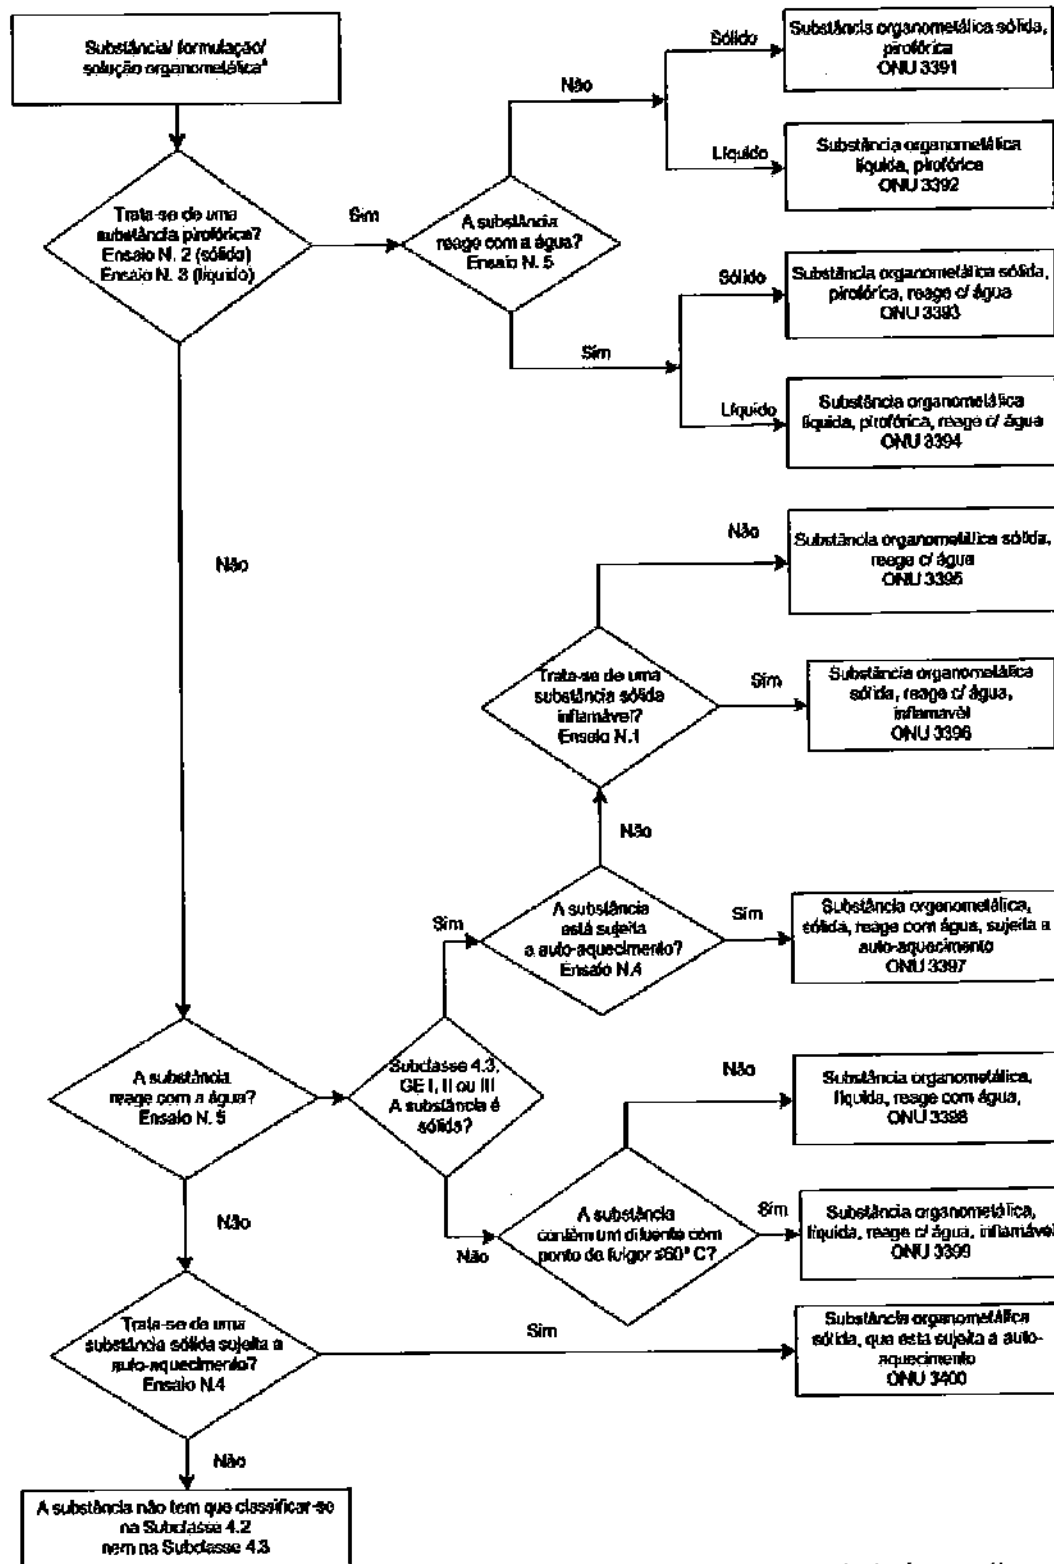 Substância/ formulação/
solução organometálica*
Trata-se de uma
substância pirofórica?
Ensaio N. 2 (sólido)
Ensaio N. 3 (líquido)
Sim
A substância
reage com a água?
Ensaio N. 5
Não
Sólido
Substância organometálica sólida,
pirofórica
ONU 3391
Líquido
Substância organometálica
líquida, pirofórica
ONU 3392
Sim
Sólido
Substância organometálica sólida,
pirofórica, reage c/ água
ONU 3393
Líquido
Substância organometálica
líquida, pirofórica, reage c/ água
ONU 3394
Não
Não
Substância organometálica sólida,
reage c/ água
ONU 3395
Trata-se de uma
substância sólida
inflamável?
Ensaio N.1
Sim
Substância organometálica
sólida, reage c/ água,
inflamavél
ONU 3396
Não
A substância
está sujeita
a auto-aquecimento?
Ensaio N.4
Sim
Sim
Substância organometálica,
sólida, reage com água, sujeita a
auto-aquecimento
ONU 3397
A substância
reage com a água?
Ensaio N. 5
Subclasse 4.3,
GE I, II ou III
A substância é
sólida?
Não
Substância organometálica,
líquida, reage com água,
ONU 3398
Não
A substância
contém um diluente com
ponto de fulgor ≤60° C?
Sim
Substância organometálica,
líquida, reage c/ água, inflamável
ONU 3399
Não
Trata-se de uma
substância sólida sujeita a
auto-aquecimento?
Ensaio N.4
Sim
Substância organometálica
sólida, que está sujeita a auto-
aquecimento
ONU 3400
Não
A substância não tem que classificar-se
na Subclasse 4.2
nem na Subclasse 4.3